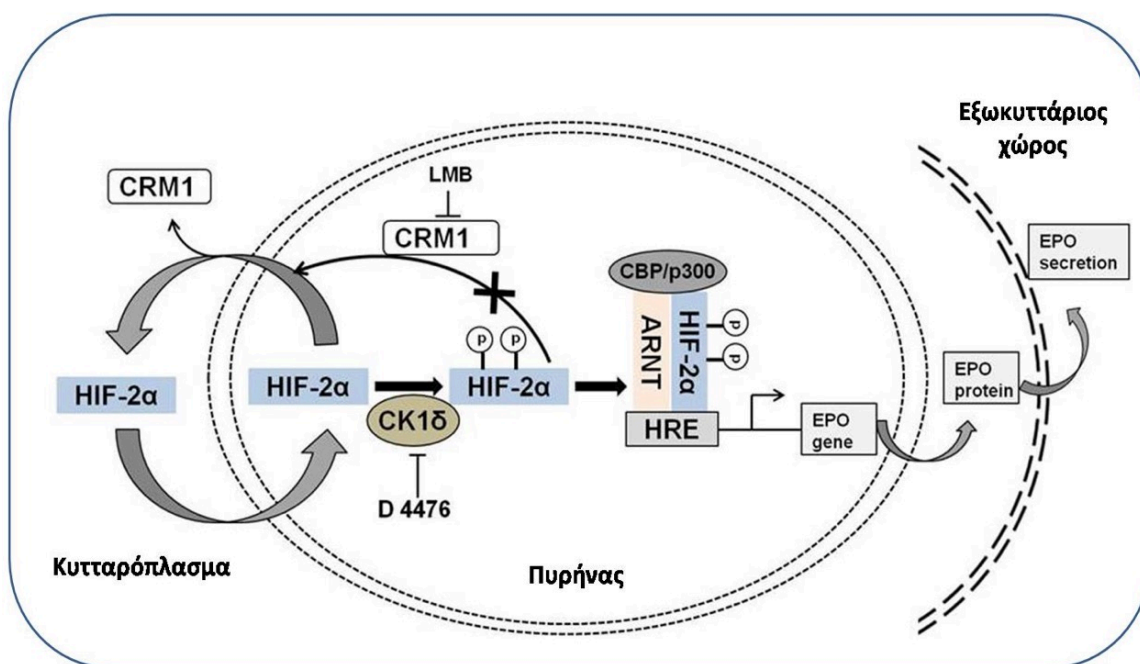 Εξωκυττάριος
χώρος
LMB
CRM1
CRM1
EPO
secretion
CBP/p300
ARNT
HIF-2α
P
P
P
P
HIF-2α
HIF-2α
HIF-2α
CK1δ
HRE
EPO
gene
EPO
protein
D 4476
Κυτταρόπλασμα
Πυρήνας